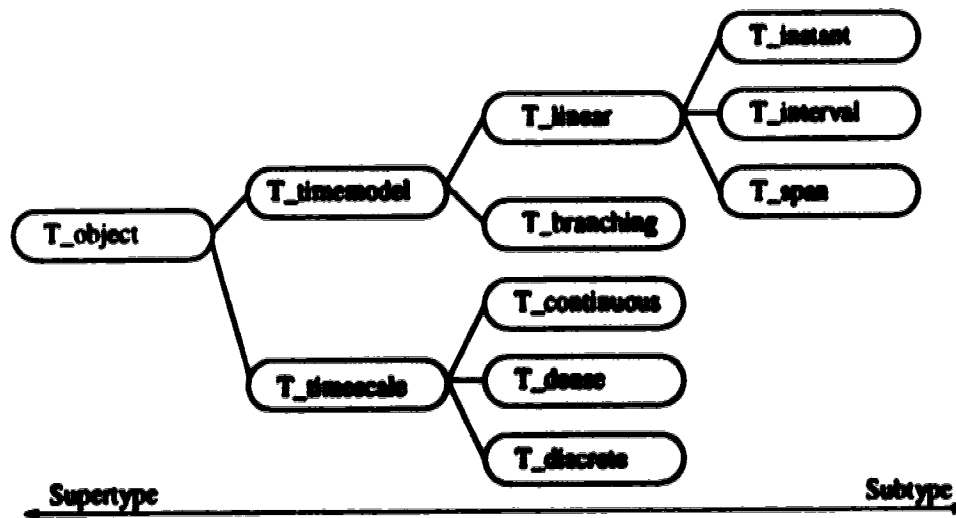 T_instant
T_linear
T_interval
T_timemodel
T_span
T_object
T_branching
T_continuous
T_timescale
T_dense
T_discrete
Supertype
Subtype